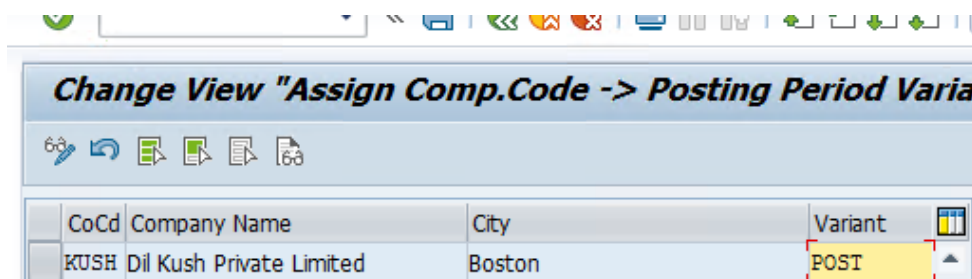 Change View "Assign Comp.Code -> Posting Period Varia
CoCd Company Name City Variant
KUSH Dil Kush Private Limited Boston POST